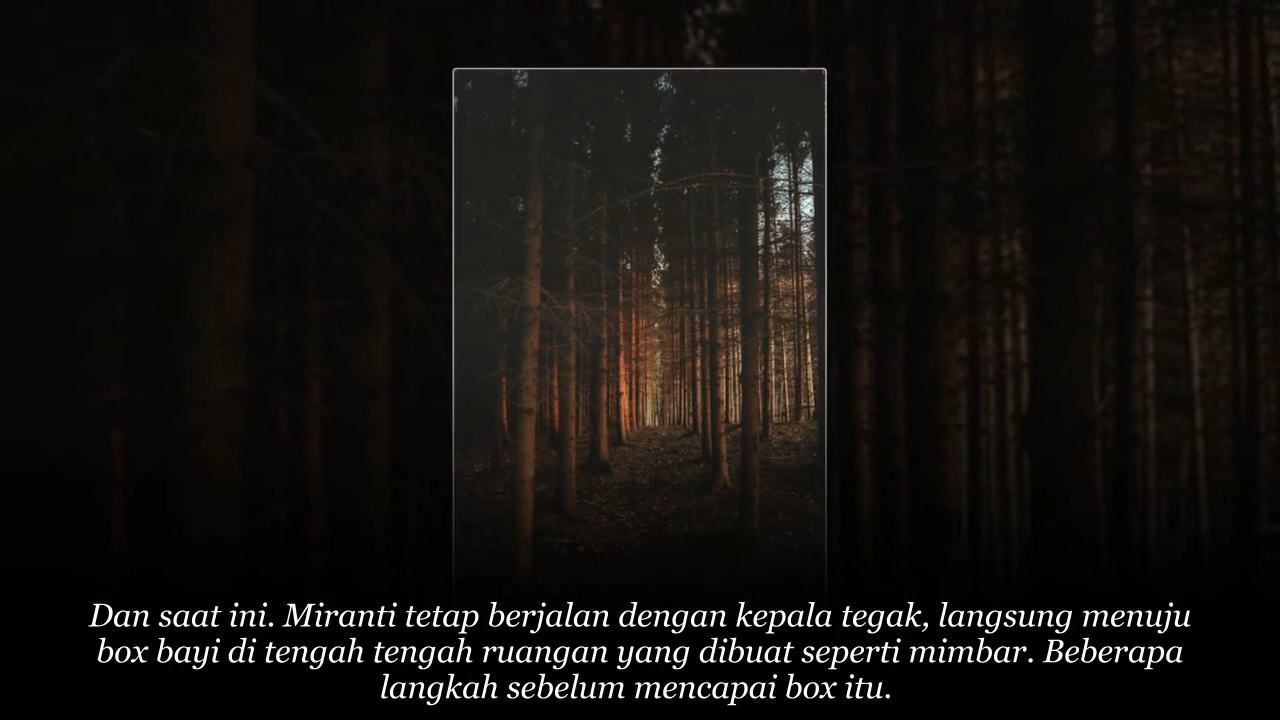 Dan saat ini. Miranti tetap berjalan dengan kepala tegak, langsung menuju
box bayi di tengah tengah ruangan yang dibuat seperti mimbar. Beberapa
langkah sebelum mencapai box itu.